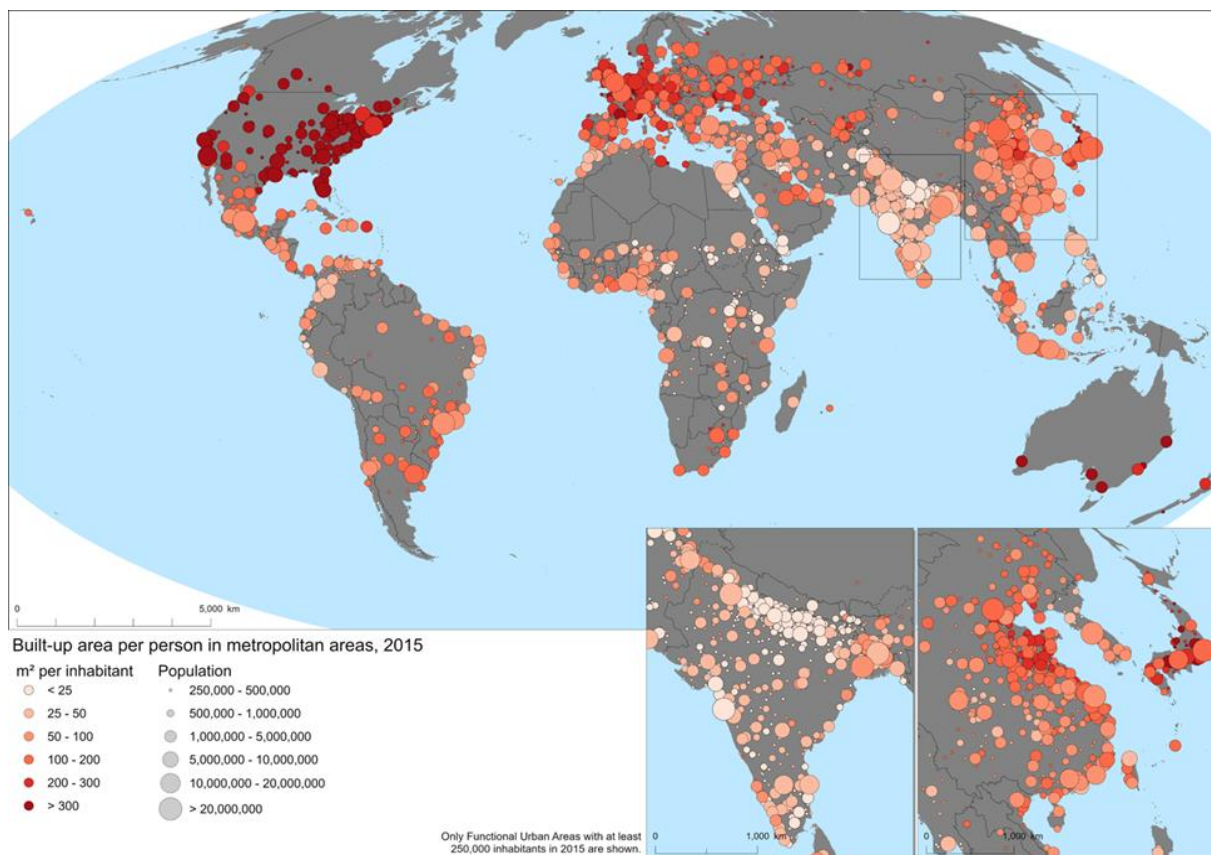 0 5,000 km
Built-up area per person in metropolitan areas, 2015
m² per inhabitant
< 25
25 - 50
50 - 100
100 - 200
200 - 300
> 300
Population
250,000 - 500,000
500,000 - 1,000,000
1,000,000 - 5,000,000
5,000,000 - 10,000,000
10,000,000 - 20,000,000
> 20,000,000
Only Functional Urban Areas with at least
250,000 inhabitants in 2015 are shown.
0 1,000 km
0 1,000 km